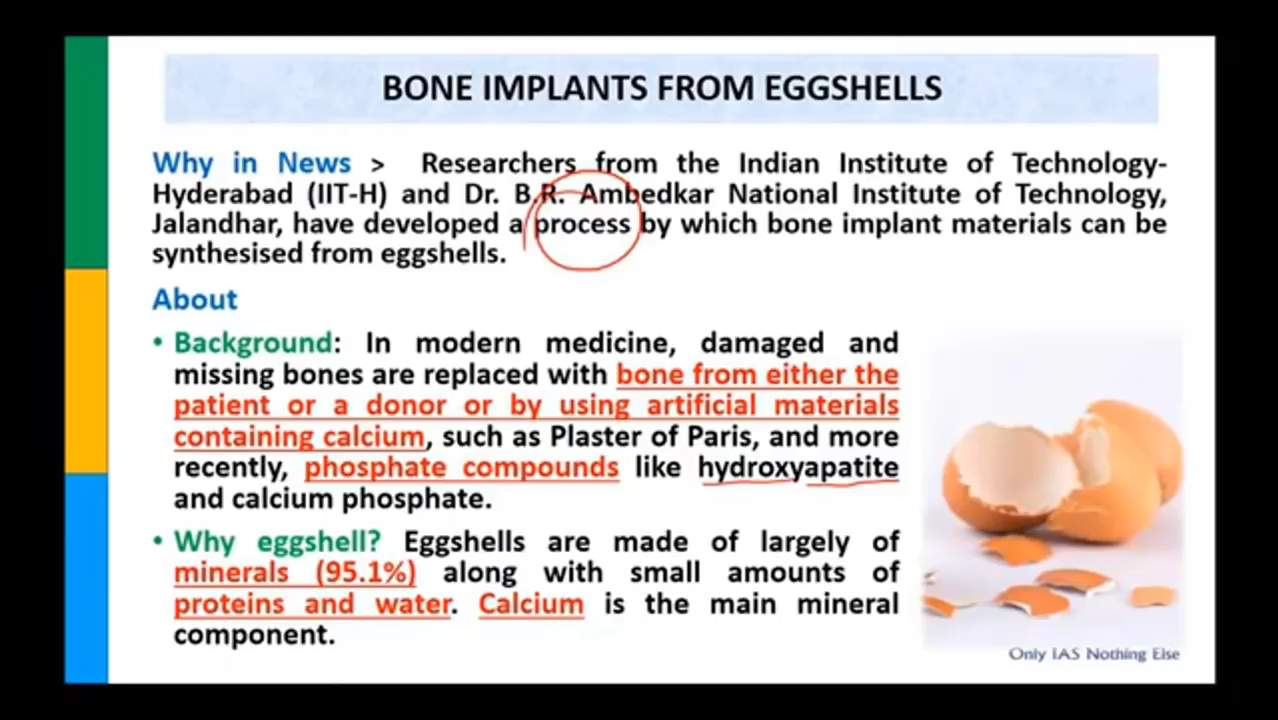 BONE IMPLANTS FROM EGGSHELLS
Why in News > Researchers from the Indian Institute of Technology-
Hyderabad (IIT-H) and Dr. B.R. Ambedkar National Institute of Technology,
Jalandhar, have developed a process by which bone implant materials can be
synthesised from eggshells.
About
• Background: In modern medicine, damaged and
missing bones are replaced with bone from either the
patient or a donor or by using artificial materials
containing calcium, such as Plaster of Paris, and more
recently, phosphate compounds like hydroxyapatite
and calcium phosphate.
• Why eggshell? Eggshells are made of largely of
minerals (95.1%) along with small amounts of
proteins and water. Calcium is the main mineral
component.
Only IAS Nothing Else